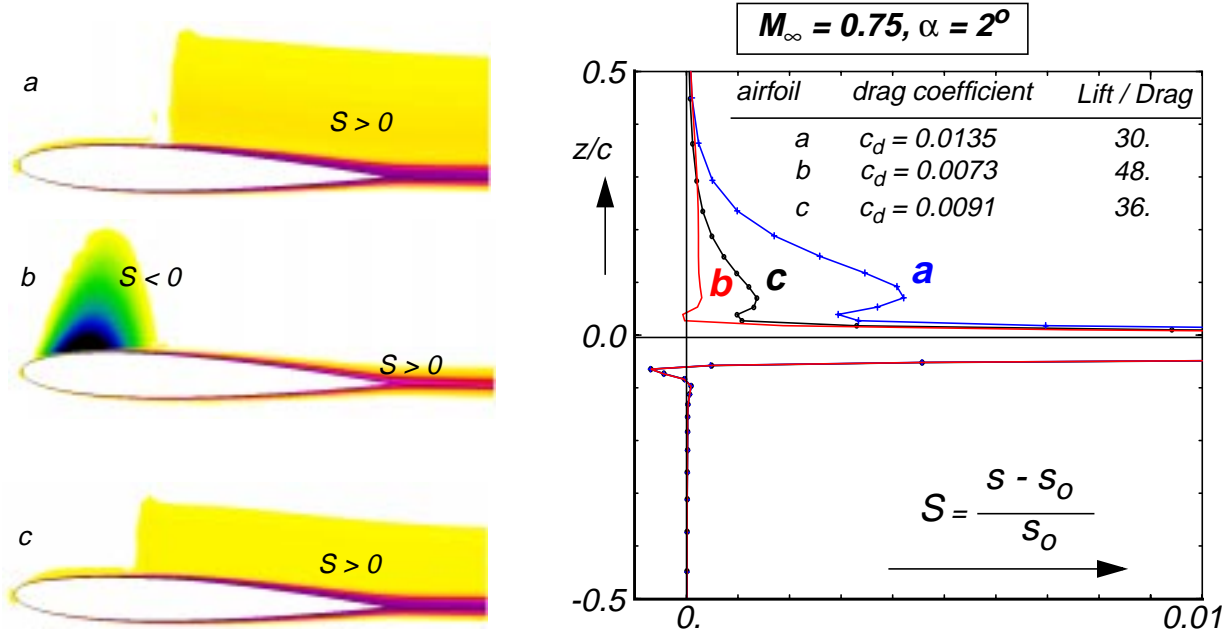 a
S > 0
b
S < 0
S > 0
c
S > 0
M∞ = 0.75, α = 2o
0.5
z/c
0.0
-0.5
airfoil drag coefficient Lift / Drag
a cd = 0.0135 30.
b cd = 0.0073 48.
c cd = 0.0091 36.
b c a
S = s - so
so
0. 0.01